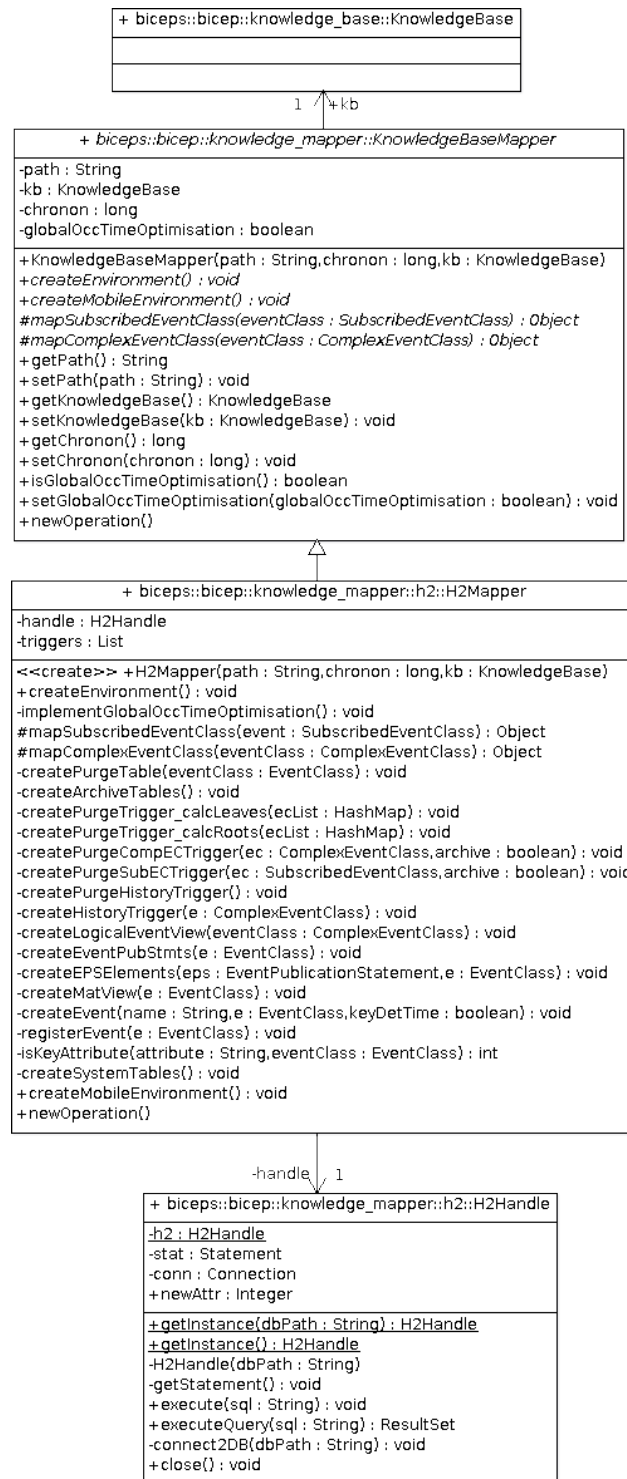 + biceps::bicep::knowledge_base::KnowledgeBase
1 +kb
+ biceps::bicep::knowledge_mapper::KnowledgeBaseMapper
-path : String
-kb : KnowledgeBase
-chronon : long
-globalOccTimeOptimisation : boolean
+KnowledgeBaseMapper(path : String,chronon : long,kb : KnowledgeBase)
+createEnvironment() : void
+createMobileEnvironment() : void
#mapSubscribedEventClass(eventClass : SubscribedEventClass) : Object
#mapComplexEventClass(eventClass : ComplexEventClass) : Object
+getPath() : String
+setPath(path : String) : void
+getKnowledgeBase() : KnowledgeBase
+setKnowledgeBase(kb : KnowledgeBase) : void
+getChronon() : long
+setChronon(chronon : long) : void
+isGlobalOccTimeOptimisation() : boolean
+setGlobalOccTimeOptimisation(globalOccTimeOptimisation : boolean) : void
+newOperation()
+ biceps::bicep::knowledge_mapper::h2::H2Mapper
-handle : H2Handle
-triggers : List
<<create>> +H2Mapper(path : String,chronon : long,kb : KnowledgeBase)
+createEnvironment() : void
-implementGlobalOccTimeOptimisation() : void
#mapSubscribedEventClass(event : SubscribedEventClass) : Object
#mapComplexEventClass(eventClass : ComplexEventClass) : Object
-createPurgeTable(eventClass : EventClass) : void
-createArchiveTables() : void
-createPurgeTrigger_calcLeaves(ecList : HashMap) : void
-createPurgeTrigger_calcRoots(ecList : HashMap) : void
-createPurgeCompECTrigger(ec : ComplexEventClass,archive : boolean) : void
-createPurgeSubECTrigger(ec : SubscribedEventClass,archive : boolean) : void
-createPurgeHistoryTrigger() : void
-createHistoryTrigger(e : ComplexEventClass) : void
-createLogicalEventView(eventClass : ComplexEventClass) : void
-createEventPubStmts(e : EventClass) : void
-createEPSElements(eps : EventPublicationStatement,e : EventClass) : void
-createMatView(e : EventClass) : void
-createEvent(name : String,e : EventClass,keyDetTime : boolean) : void
-registerEvent(e : EventClass) : void
-isKeyAttribute(attribute : String,eventClass : EventClass) : int
-createSystemTables() : void
+createMobileEnvironment() : void
+newOperation()
-handle 1
+ biceps::bicep::knowledge_mapper::h2::H2Handle
-h2 : H2Handle
-stat : Statement
-conn : Connection
+newAttr : Integer
+getInstance(dbPath : String) : H2Handle
+getInstance() : H2Handle
-H2Handle(dbPath : String)
-getStatement() : void
+execute(sql : String) : void
+executeQuery(sql : String) : ResultSet
-connect2DB(dbPath : String) : void
+close() : void